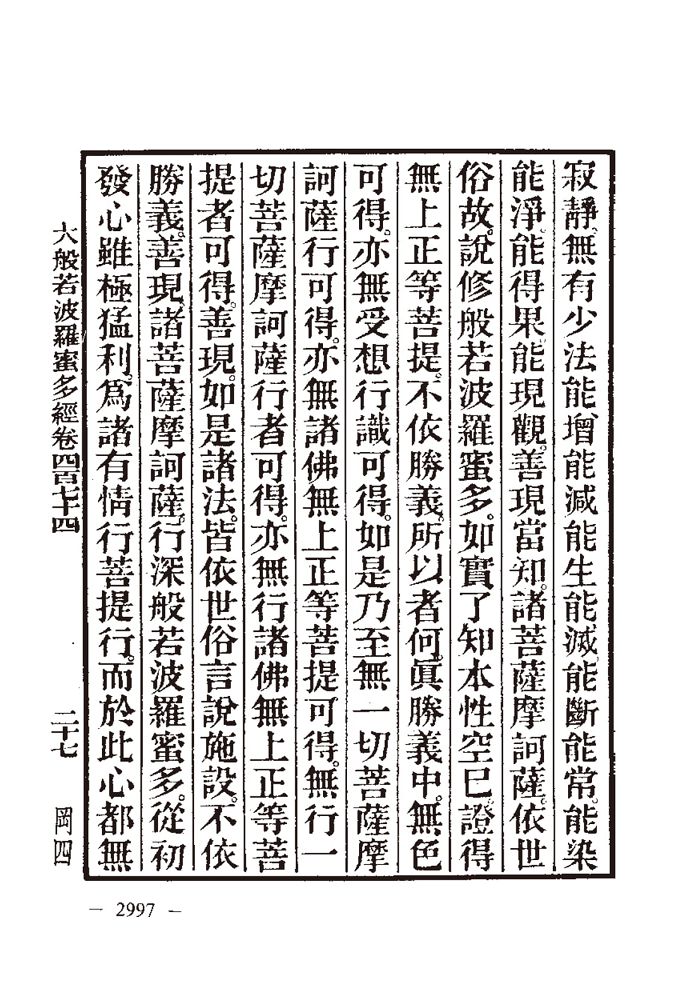 寂靜。無有少法能增能減能生能滅能斷能常。能染
能淨。能得果。能現觀。善現當知。諸菩薩摩訶薩。依世
俗故。說修般若波羅蜜多。如實了知本性空已。證得
無上正等菩提。不依勝義。所以者何。眞勝義中。無色
可得。亦無受想行識可得。如是乃至無一切菩薩摩
訶薩行可得。亦無諸佛無上正等菩提可得。無行一
切菩薩摩訶薩行者可得。亦無行諸佛無上正等菩
提者可得。善現。如是諸法。皆依世俗言說施設。不依
勝義。善現。諸菩薩摩訶薩。行深般若波羅蜜多。從初
發心雖極猛利。爲諸有情行菩提行。而於此心都無
大般若波羅蜜多經卷四百七十四 二十七 岡四
— 2997 —